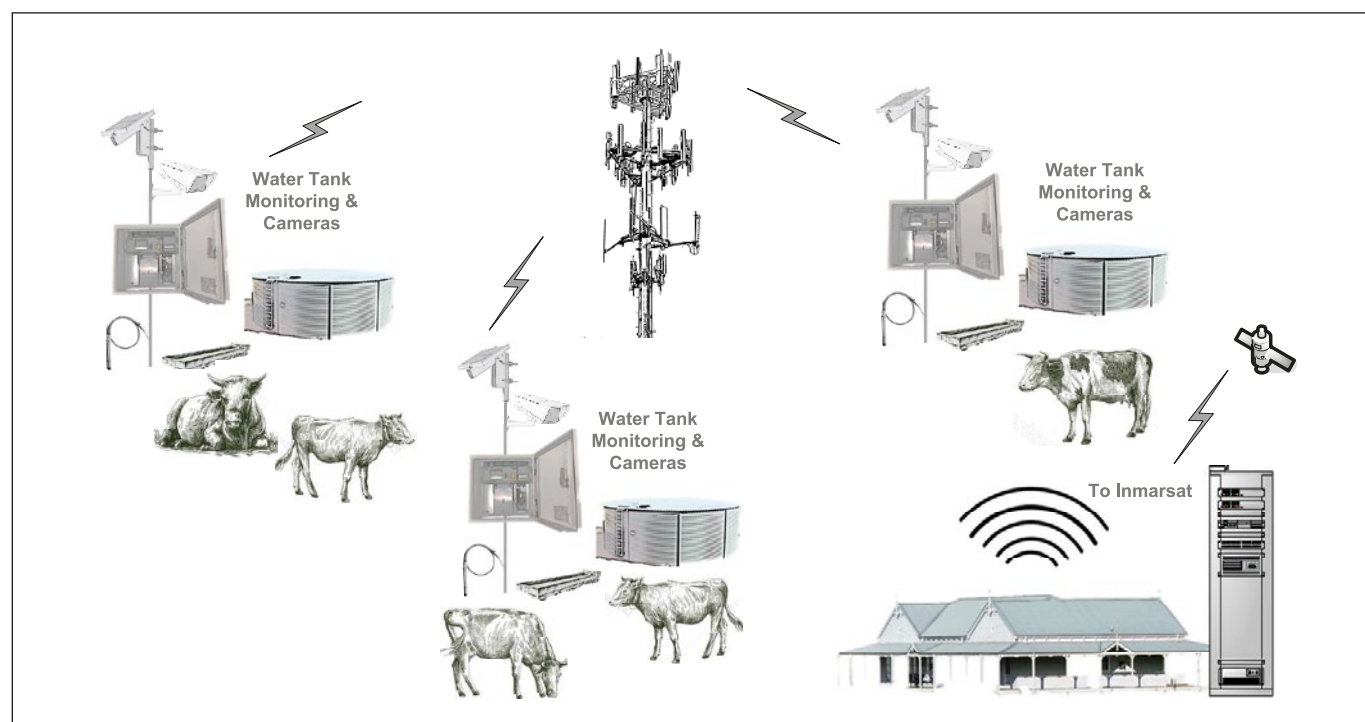 Water Tank
Monitoring &
Cameras
Water Tank
Monitoring &
Cameras
Water Tank
Monitoring &
Cameras
To Inmarsat